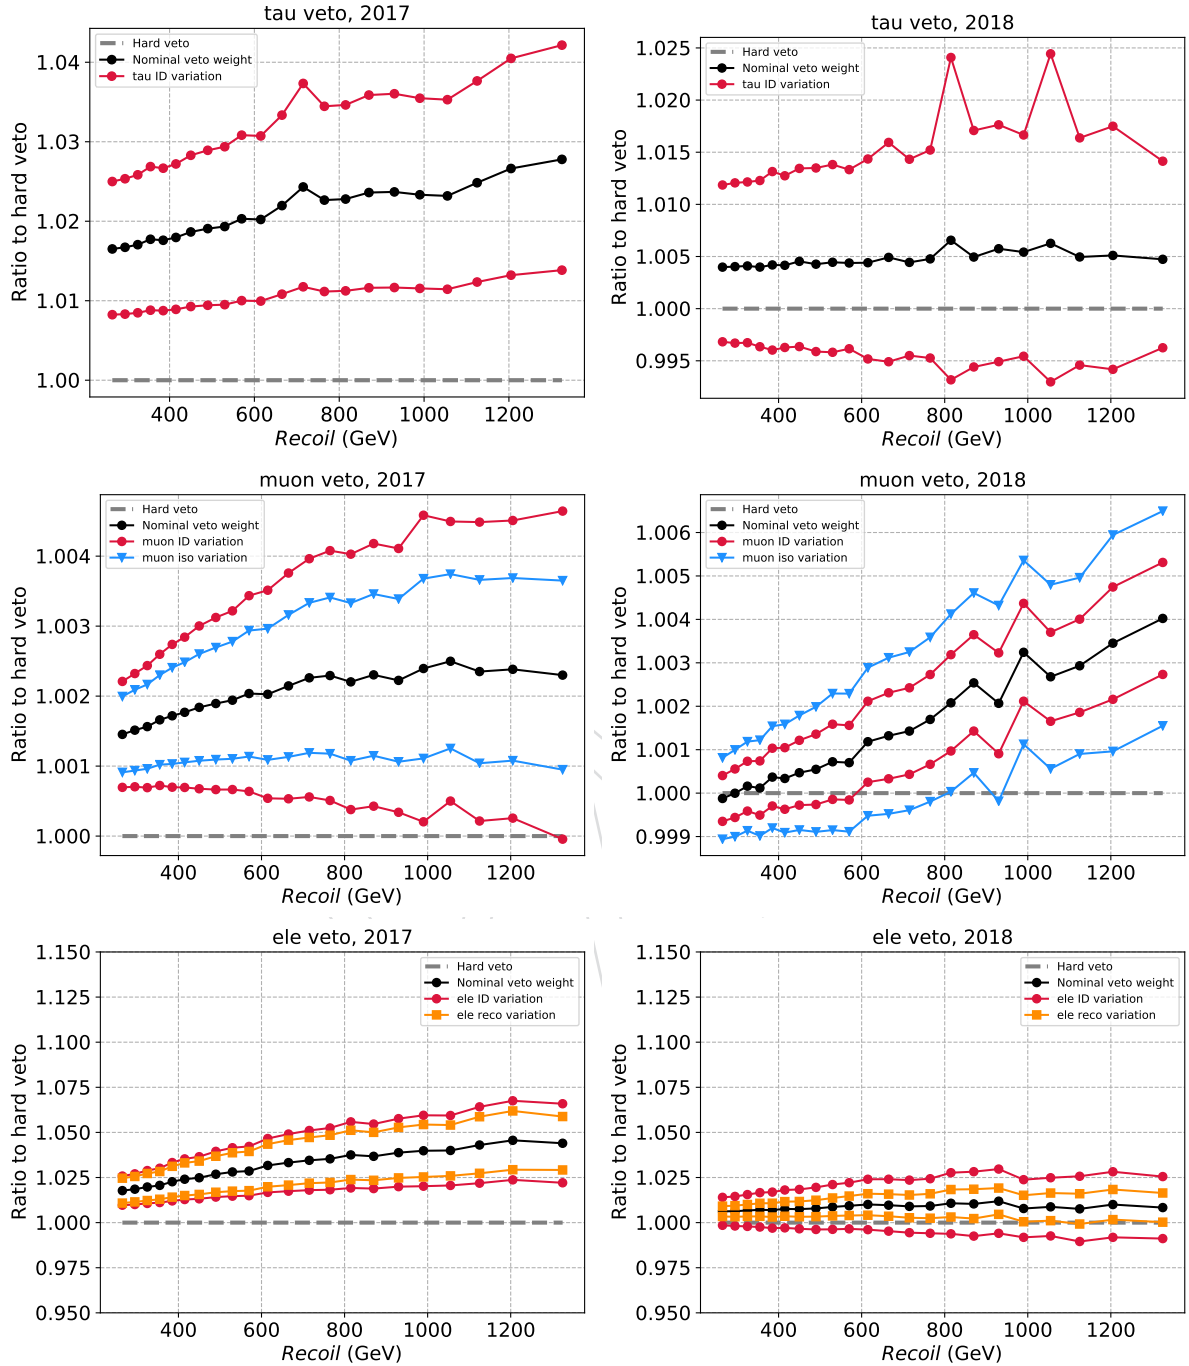 tau veto, 2017
Ratio to hard veto
1.04
1.03
1.02
1.01
1.00
Hard veto
Nominal veto weight
tau ID variation
400 600 800 1000 1200
Recoil (GeV)
tau veto, 2018
Ratio to hard veto
1.025
1.020
1.015
1.010
1.005
1.000
0.995
Hard veto
Nominal veto weight
tau ID variation
400 600 800 1000 1200
Recoil (GeV)
muon veto, 2017
Ratio to hard veto
1.004
1.003
1.002
1.001
1.000
Hard veto
Nominal veto weight
muon ID variation
muon iso variation
400 600 800 1000 1200
Recoil (GeV)
muon veto, 2018
Ratio to hard veto
1.006
1.005
1.004
1.003
1.002
1.001
1.000
0.999
Hard veto
Nominal veto weight
muon ID variation
muon iso variation
400 600 800 1000 1200
Recoil (GeV)
ele veto, 2017
Ratio to hard veto
1.150
1.125
1.100
1.075
1.050
1.025
1.000
0.975
0.950
Hard veto
Nominal veto weight
ele ID variation
ele reco variation
400 600 800 1000 1200
Recoil (GeV)
ele veto, 2018
Ratio to hard veto
1.150
1.125
1.100
1.075
1.050
1.025
1.000
0.975
0.950
Hard veto
Nominal veto weight
ele ID variation
ele reco variation
400 600 800 1000 1200
Recoil (GeV)